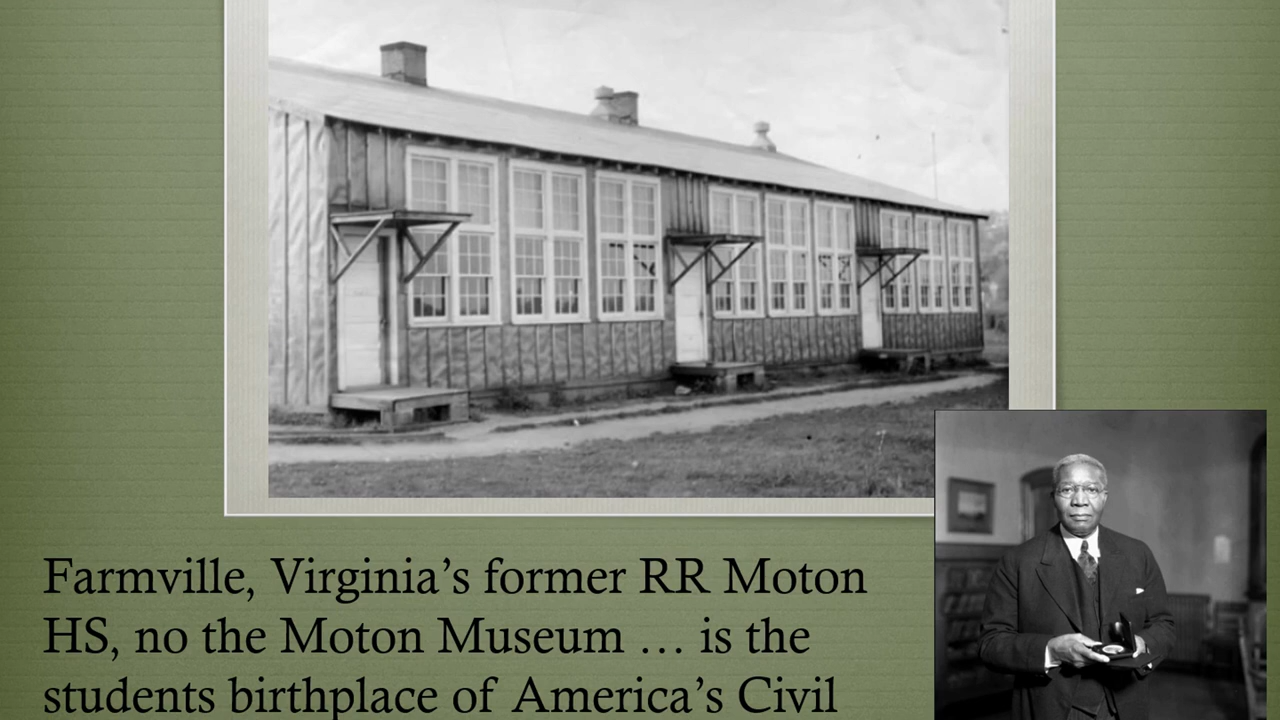 Farmville, Virginia’s former RR Moton
HS, no the Moton Museum … is the
students birthplace of America’s Civil